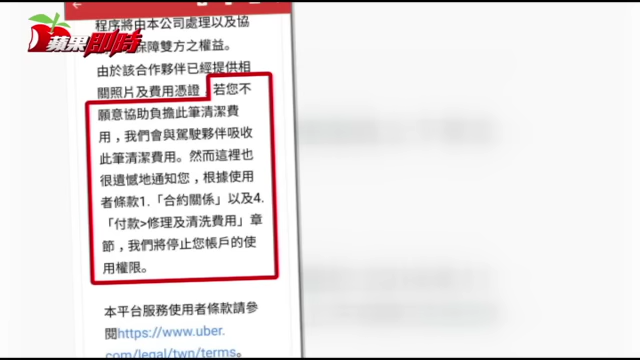 蘋果即時
程序將由本公司處理以及協
保障雙方之權益。
由於該合作夥伴已經提供相
關照片及費用憑證，若您不
願意協助負擔此筆清潔費
用，我們會與駕駛夥伴吸收
此筆清潔費用。然而這裡也
很遺憾地通知您，根據使用
者條款1.「合約關係」以及4.
「付款>修理及清洗費用」章
節，我們將停止您帳戶的使
用權限。
本平台服務使用者條款請參
閱https://www.uber.
com/legal/twn/terms。